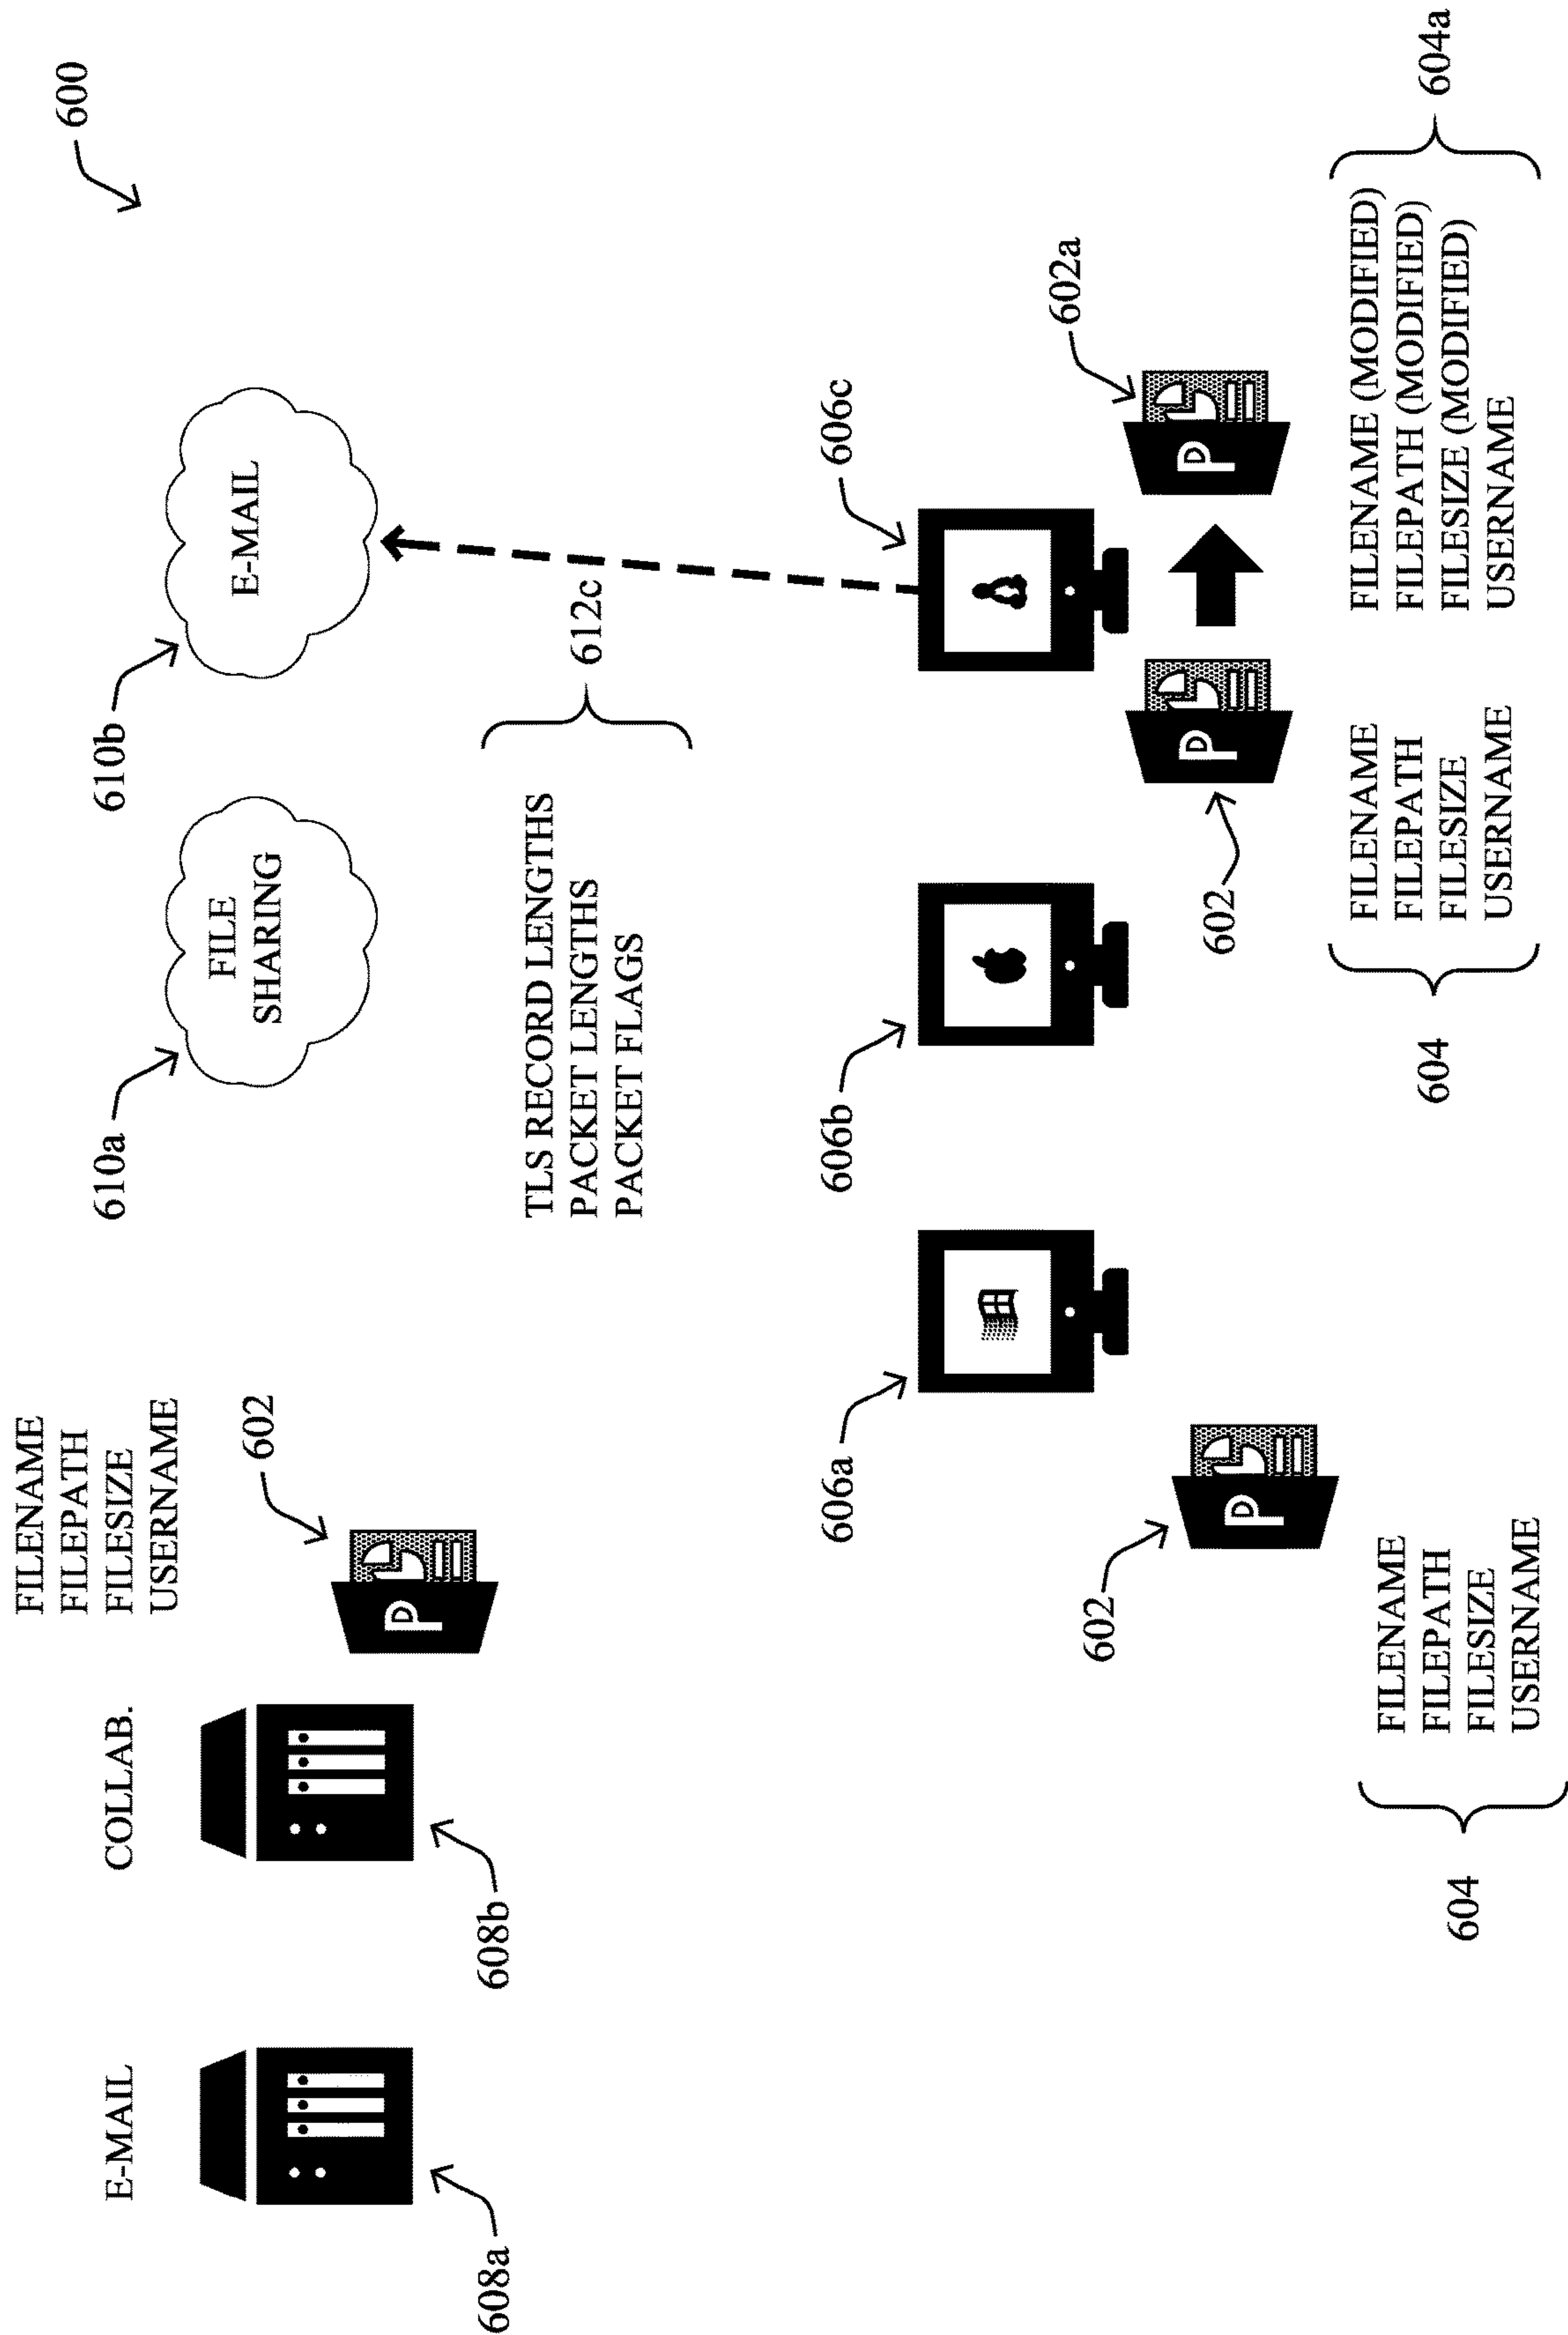 600
E-MAIL
COLLAB.
FILENAME
FILEPATH
FILESIZE
USERNAME
602
608a
608b
FILE
SHARING
610a
E-MAIL
610b
TLS RECORD LENGTHS
PACKET LENGTHS
PACKET FLAGS
612c
P
606a
606b
606c
602
P
FILENAME
FILEPATH
FILESIZE
USERNAME
604
602
P
FILENAME
FILEPATH
FILESIZE
USERNAME
604
602a
P
FILENAME (MODIFIED)
FILEPATH (MODIFIED)
FILESIZE (MODIFIED)
USERNAME
604a